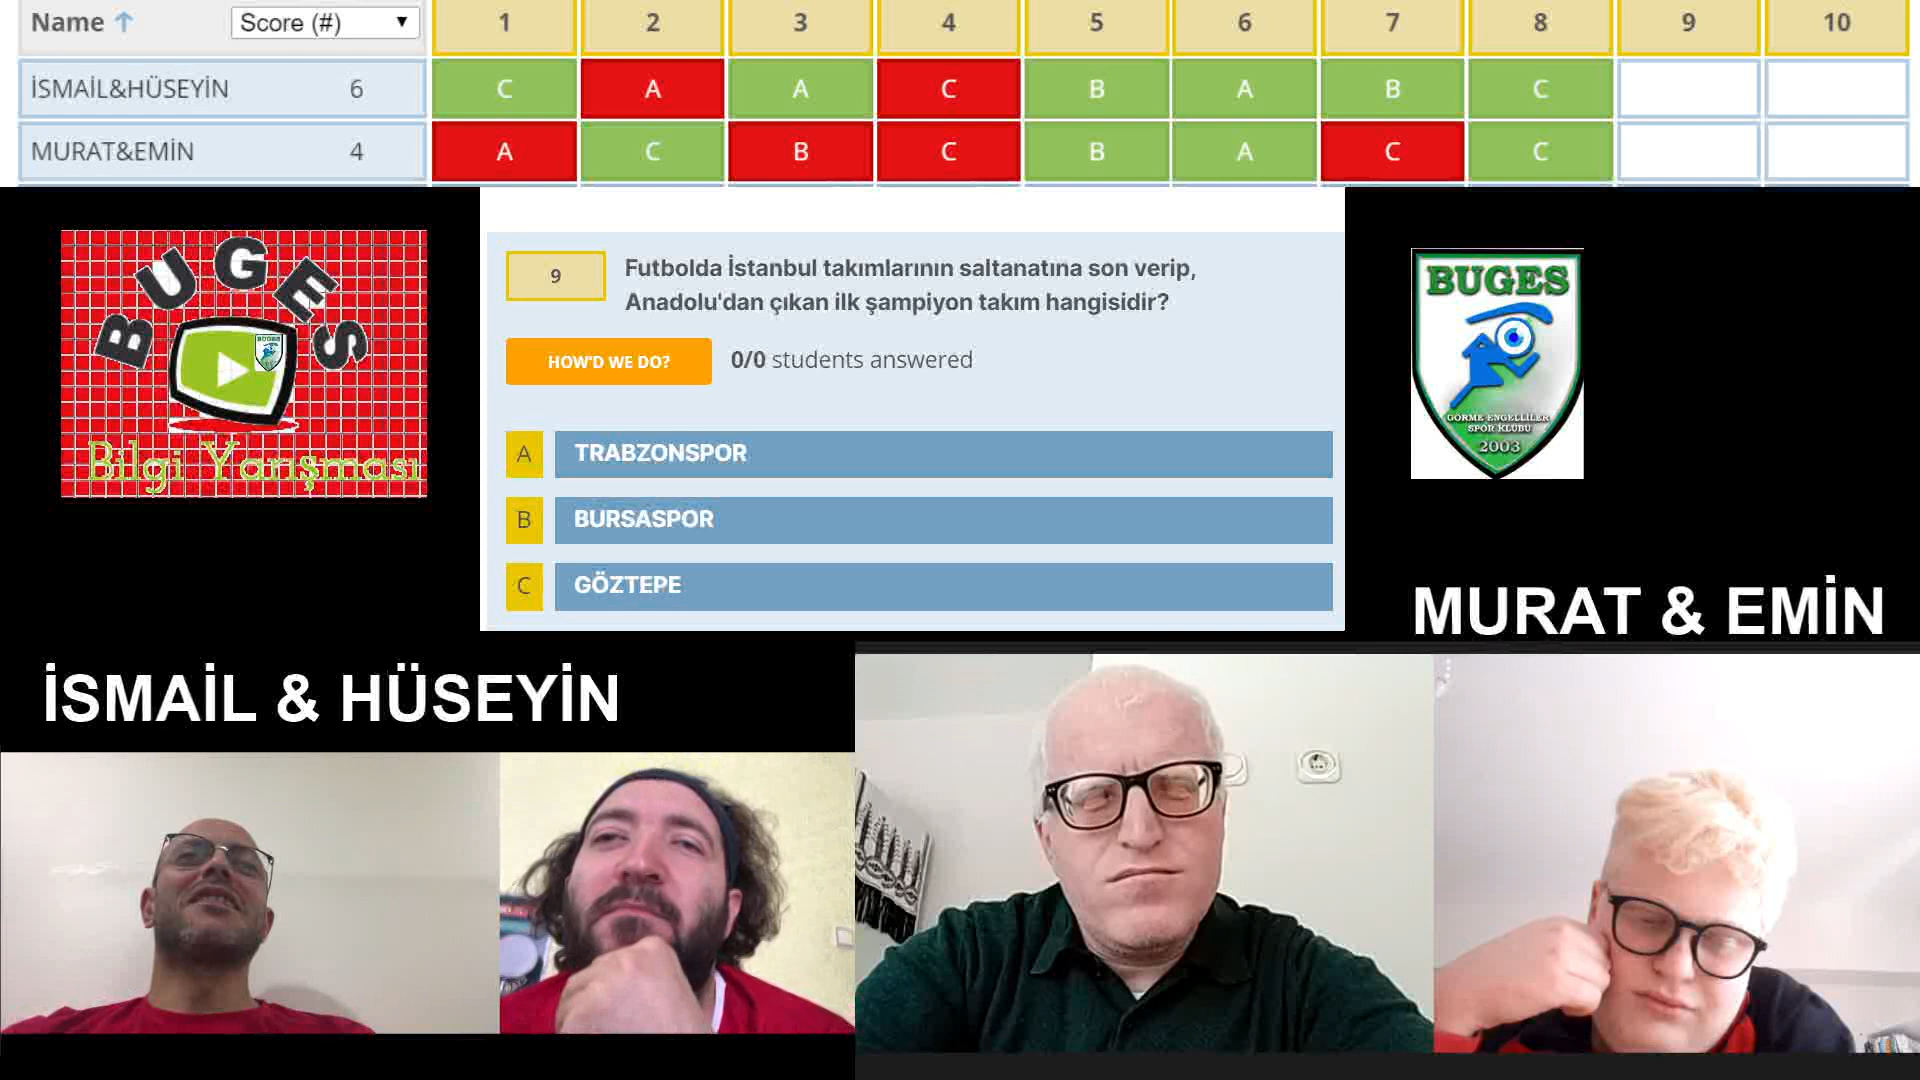 Name ↑ Score (#) ▼ 1 2 3 4 5 6 7 8 9 10
İSMAİL&HÜSEYİN 6 C A A C B A B C
MURAT&EMİN 4 A C B C B A C C
BUGES
Bilgi Yarışması
9 Futbolda İstanbul takımlarının saltanatına son verip,
Anadolu'dan çıkan ilk şampiyon takım hangisidir?
HOW'D WE DO? 0/0 students answered
A TRABZONSPOR
B BURSASPOR
C GÖZTEPE
BUGES
GÖRME ENGELLİLER
SPOR KLUBÜ
2003
MURAT & EMİN
İSMAİL & HÜSEYİN